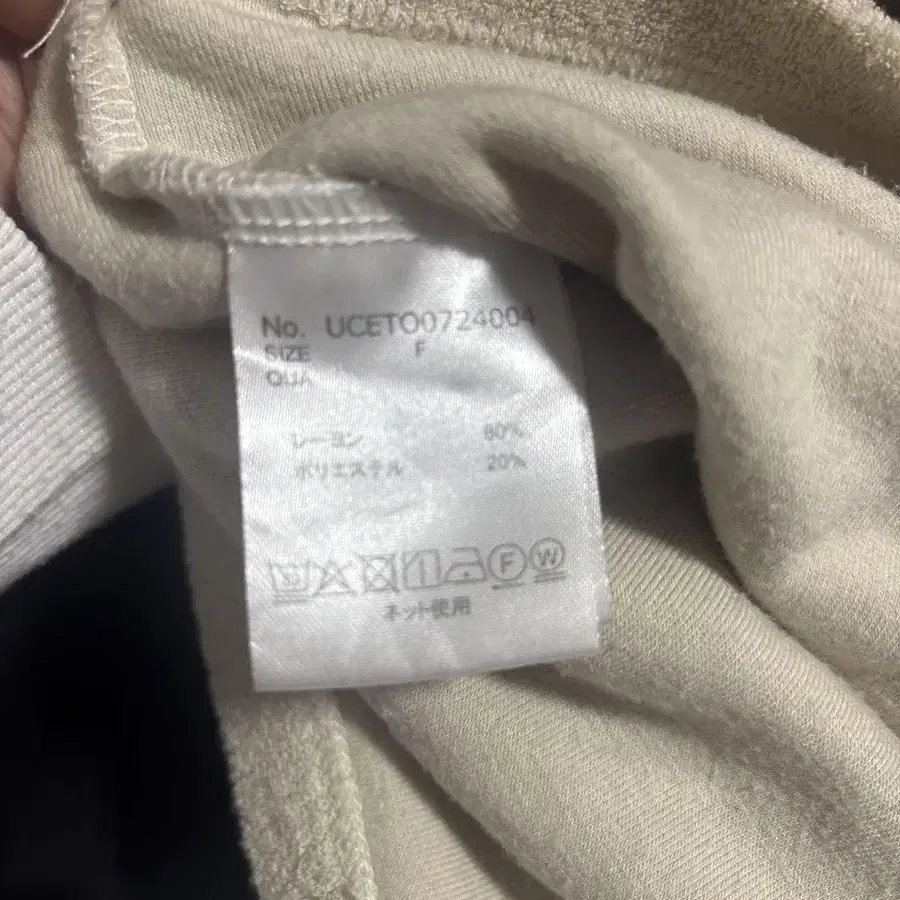 No. UCETO0724004
SIZE F
QUA
レーヨン 80%
ポリエステル 20%
F W
ネット使用